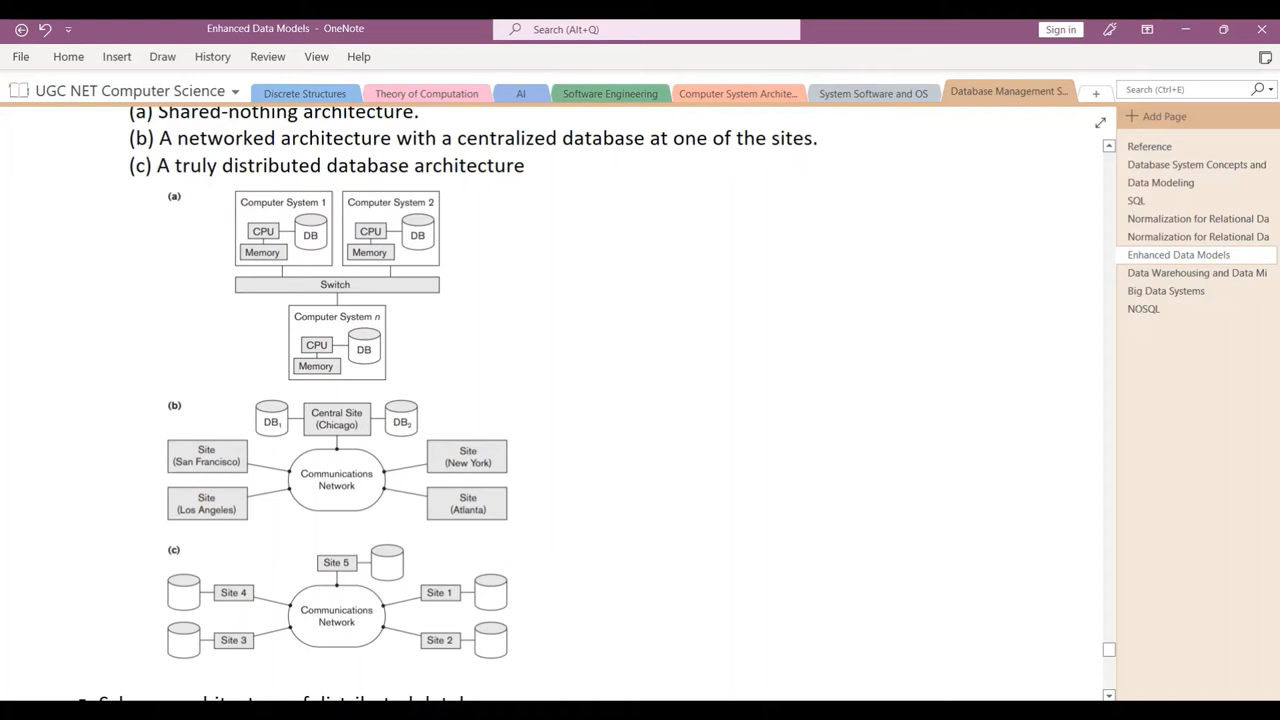 Enhanced Data Models - OneNote
Search (Alt+Q)
Sign in
File Home Insert Draw History Review View Help
UGC NET Computer Science
Discrete Structures
Theory of Computation
AI
Software Engineering
Computer System Archite...
System Software and OS
Database Management S...
Search (Ctrl+E)
(a) Shared-nothing architecture.
(b) A networked architecture with a centralized database at one of the sites.
(c) A truly distributed database architecture
(a)
Computer System 1
CPU
DB
Memory
Computer System 2
CPU
DB
Memory
Switch
Computer System n
CPU
DB
Memory
(b)
DB1
Central Site
(Chicago)
DB2
Site
(San Francisco)
Communications
Network
Site
(New York)
Site
(Los Angeles)
Site
(Atlanta)
(c)
Site 5
Site 4
Communications
Network
Site 1
Site 3
Site 2
Add Page
Reference
Database System Concepts and
Data Modeling
SQL
Normalization for Relational Da
Normalization for Relational Da
Enhanced Data Models
Data Warehousing and Data Mi
Big Data Systems
NOSQL